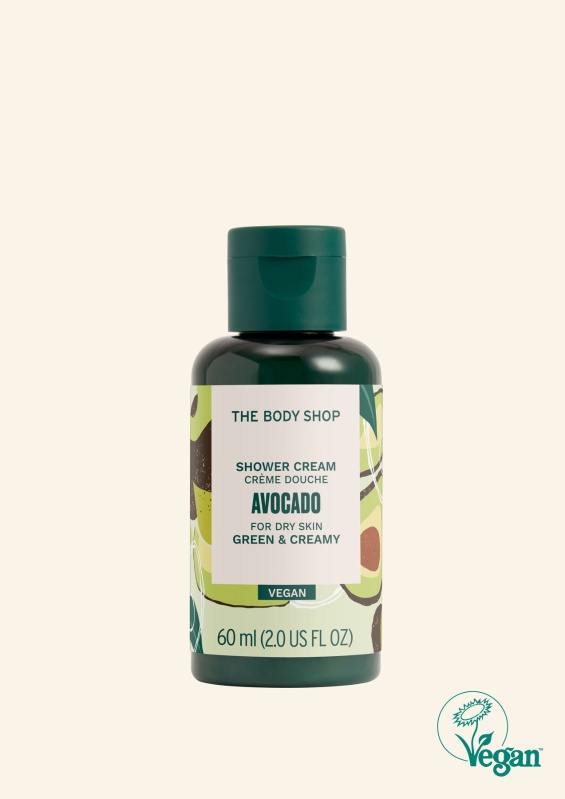 THE BODY SHOP
SHOWER CREAM
CRÈME DOUCHE
AVOCADO
FOR DRY SKIN
GREEN & CREAMY
VEGAN
60 ml (2.0 US FL OZ)
Vegan™